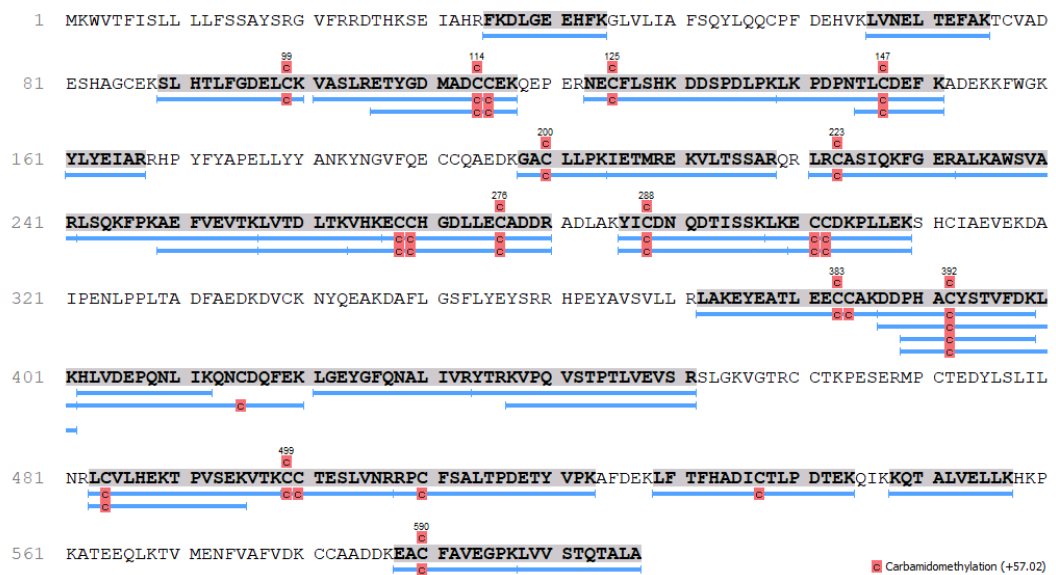 1 MKWVTFISLL LLFSSAYSRG VFRRDTHKSE IAHRFKDLGE EHFKGLVLIA FSQYLQQCPF DEHVKLVNEL TEFAKTCVAD
99 114 125 147
c c c c
81 ESHAGCEKSL HTLFGDELCK VASLRETYGD MADCCEKQEP ERNECFLSHK DDSPDLPKLK PDPNTLCDEF KADEKKFWGK
c c c c c
c c c
200 223
c c
161 YLYEIARRHP YFYAPELLYY ANKYNGVFQE CCQAEDKGAC LLPKIETMRE KVLTSSARQR LRCASIQKFG ERALKAWSVA
c c
276 288
c c
241 RLSQKFPKAE FVEVTKLVTD LTKVHKECCH GDLLECADDR ADLAKYICDN QDTISSKLKE CCDKPLLEKS HCIAEVEKDA
c c c c c c
c c c c c c
383 392
c c
321 IPENLPPLTA DFAEDKDVCK NYQEAKDAFL GSFLYEYSRR HPEYAVSVLL RLAKEYEATL EECCAKDDPH ACYSTVFDKL
c c c
c
c
c
401 KHLVDEPQNL IKQNCDQFEK LGEYGFQNAL IVRYTRKVPQ VSTPTLVEVS RSLGKVGTRC CTKPESERMP CTEDYLSLIL
c
499
c
481 NRLCVLHEKT PVSEKVTKCC TESLVNRRPC FSALTPDETY VPKAFDEKLF TFHADICTLP DTEKQIKKQT ALVELLKHKP
c c c c c
c
590
c
561 KATEEQLKTV MENFVAFVDK CCAADDKEAC FAVEGPKLVV STQTALA
c
c Carbamidomethylation (+57.02)